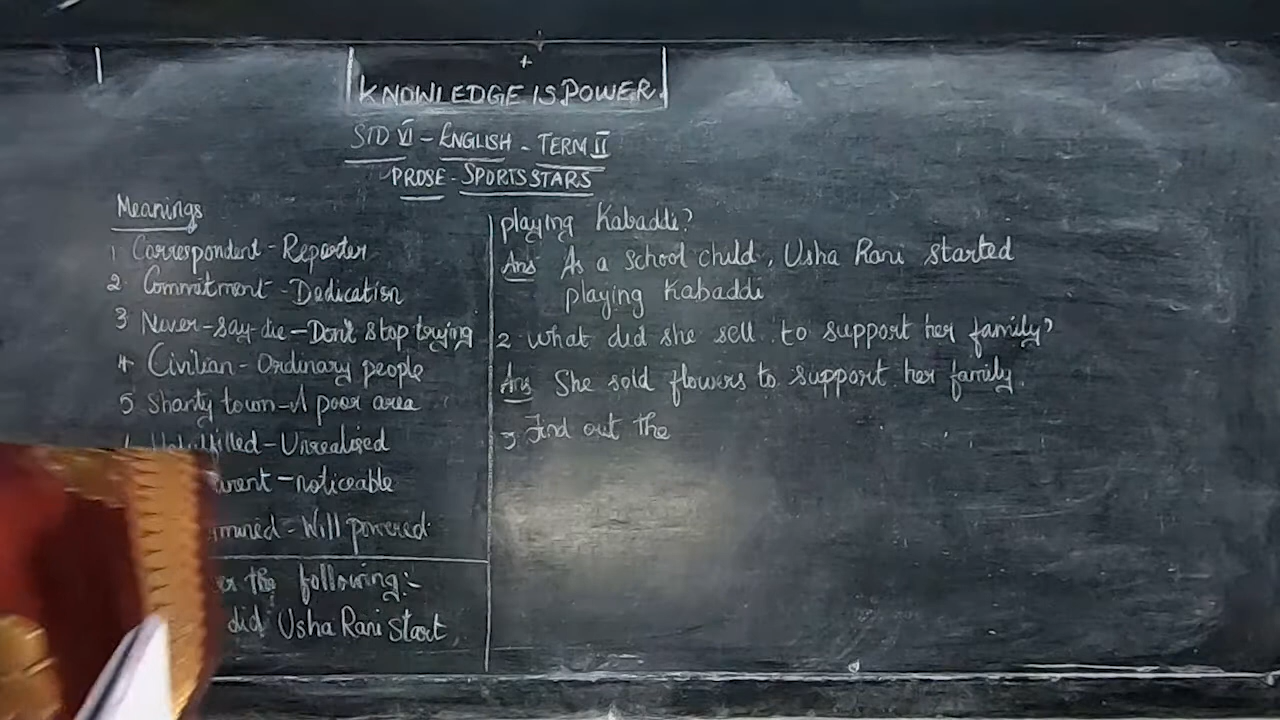 KNOWLEDGE IS POWER
STD VI - ENGLISH - TERM II
PROSE - SPORTS STARS
Meanings
1 Correspondent - Reporter
2 Commitment - Dedication
3 Never-say-die - Don't stop trying
4 Civilian - Ordinary people
5 Shanty town - A poor area
- Unrealised
- noticeable
- Will powered
the following:-
did Usha Rani Start
playing Kabaddi?
Ans As a school child, Usha Rani started
playing Kabaddi
2. What did she sell to support her family?
Ans She sold flowers to support her family.
3 Find out the